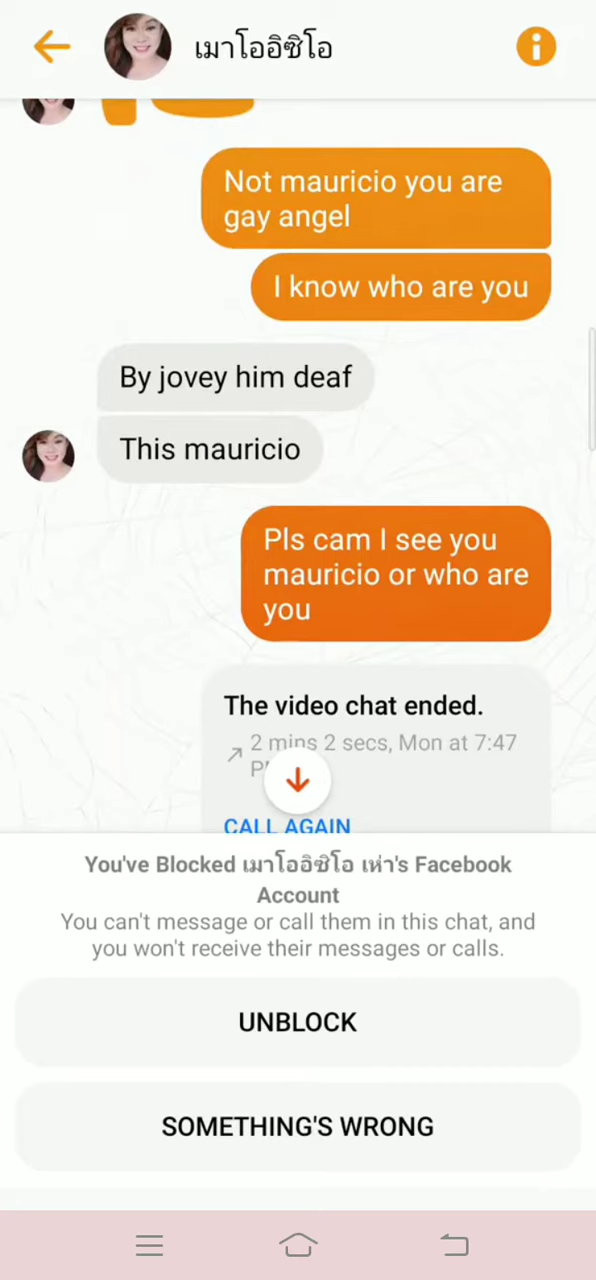 เมาโออิซิโอ
Not mauricio you are
gay angel
I know who are you
By jovey him deaf
This mauricio
Pls cam I see you
mauricio or who are
you
The video chat ended.
2 mins 2 secs, Mon at 7:47
CALL AGAIN
You've Blocked เมาโออิซิโอ เห่า's Facebook
Account
You can't message or call them in this chat, and
you won't receive their messages or calls.
UNBLOCK
SOMETHING'S WRONG